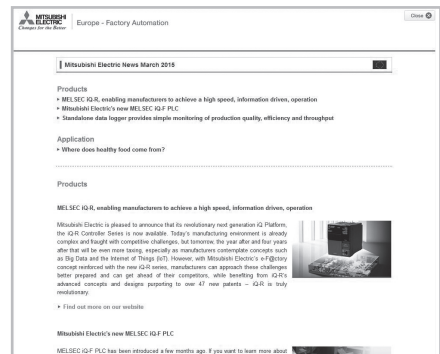 MITSUBISHI
ELECTRIC
Changes for the Better
Europe - Factory Automation
Close
Mitsubishi Electric News March 2015
Products
MELSEC iQ-R, enabling manufacturers to achieve a high speed, information driven, operation
Mitsubishi Electric's new MELSEC iQ-F PLC
Standalone data logger provides simple monitoring of production quality, efficiency and throughput
Application
Where does healthy food come from?
Products
MELSEC iQ-R, enabling manufacturers to achieve a high speed, information driven, operation
Mitsubishi Electric is pleased to announce that its revolutionary next generation iQ Platform,
the iQ-R Controller Series is now available. Today's manufacturing environment is already
complex and fraught with competitive challenges, but tomorrow, the year after and four years
after that will be even more taxing, especially as manufacturers contemplate concepts such
as Big Data and the Internet of Things (IoT). However, with Mitsubishi Electric's e-F@ctory
concept reinforced with the new iQ-R series, manufacturers can approach these challenges
better prepared and can get ahead of their competitors, while benefiting from iQ-R's
advanced concepts and designs purporting to over 47 new patents – iQ-R is truly
revolutionary.
Find out more on our website
Mitsubishi Electric's new MELSEC iQ-F PLC
MELSEC iQ-F PLC has been introduced a few months ago. If you want to learn more about